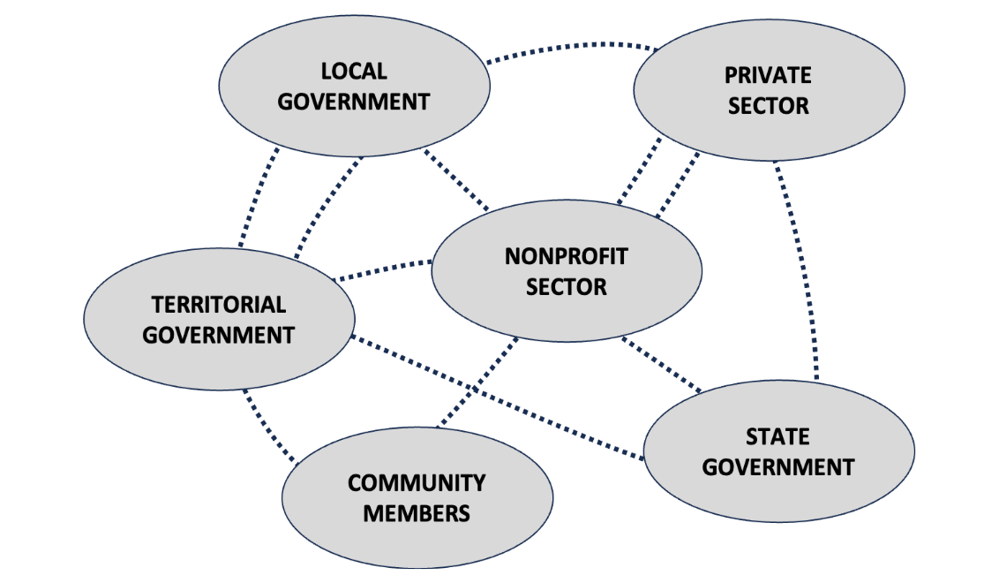 LOCAL
GOVERNMENT
PRIVATE
SECTOR
NONPROFIT
SECTOR
TERRITORIAL
GOVERNMENT
STATE
GOVERNMENT
COMMUNITY
MEMBERS